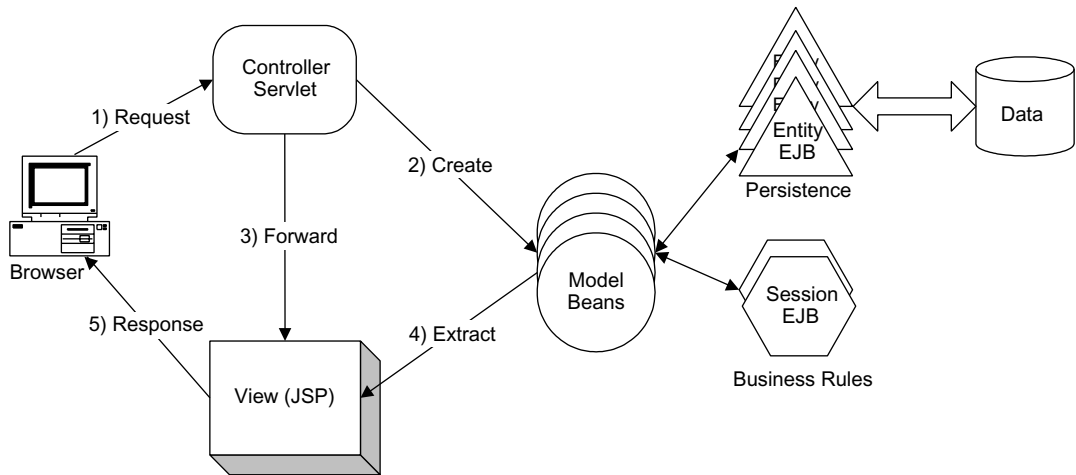 Controller
Servlet
1) Request
2) Create
Entity
EJB
Data
Persistence
3) Forward
Browser
Model
Beans
Session
EJB
5) Response
4) Extract
View (JSP)
Business Rules